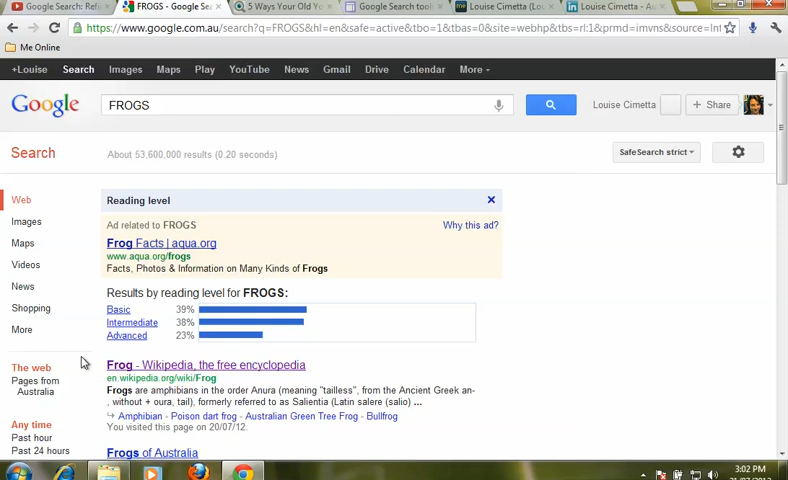 Google Search: Ref
FROGS - Google Sea
5 Ways Your Old Yo
Google Search tool
Louise Cimetta (Lou
Louise Cimetta - Au
https://www.google.com.au/search?q=FROGS&hl=en&safe=active&tbo=1&tbas=0&site=webhp&tbs=rl:1&prmd=imvns&source=lnt
Me Online
+Louise Search Images Maps Play YouTube News Gmail Drive Calendar More
Google
FROGS
Louise Cimetta
+ Share
Search
About 53,600,000 results (0.20 seconds)
SafeSearch strict
Web
Images
Maps
Videos
News
Shopping
More
The web
Pages from
Australia
Any time
Past hour
Past 24 hours
Reading level
Ad related to FROGS
Why this ad?
Frog Facts | aqua.org
www.aqua.org/frogs
Facts, Photos & Information on Many Kinds of Frogs
Results by reading level for FROGS:
Basic 39%
Intermediate 38%
Advanced 23%
Frog - Wikipedia, the free encyclopedia
en.wikipedia.org/wiki/Frog
Frogs are amphibians in the order Anura (meaning "tailless", from the Ancient Greek an-
, without + oura, tail), formerly referred to as Salientia (Latin salere (salio) ...
Amphibian - Poison dart frog - Australian Green Tree Frog - Bullfrog
You visited this page on 20/07/12.
Frogs of Australia
3:02 PM